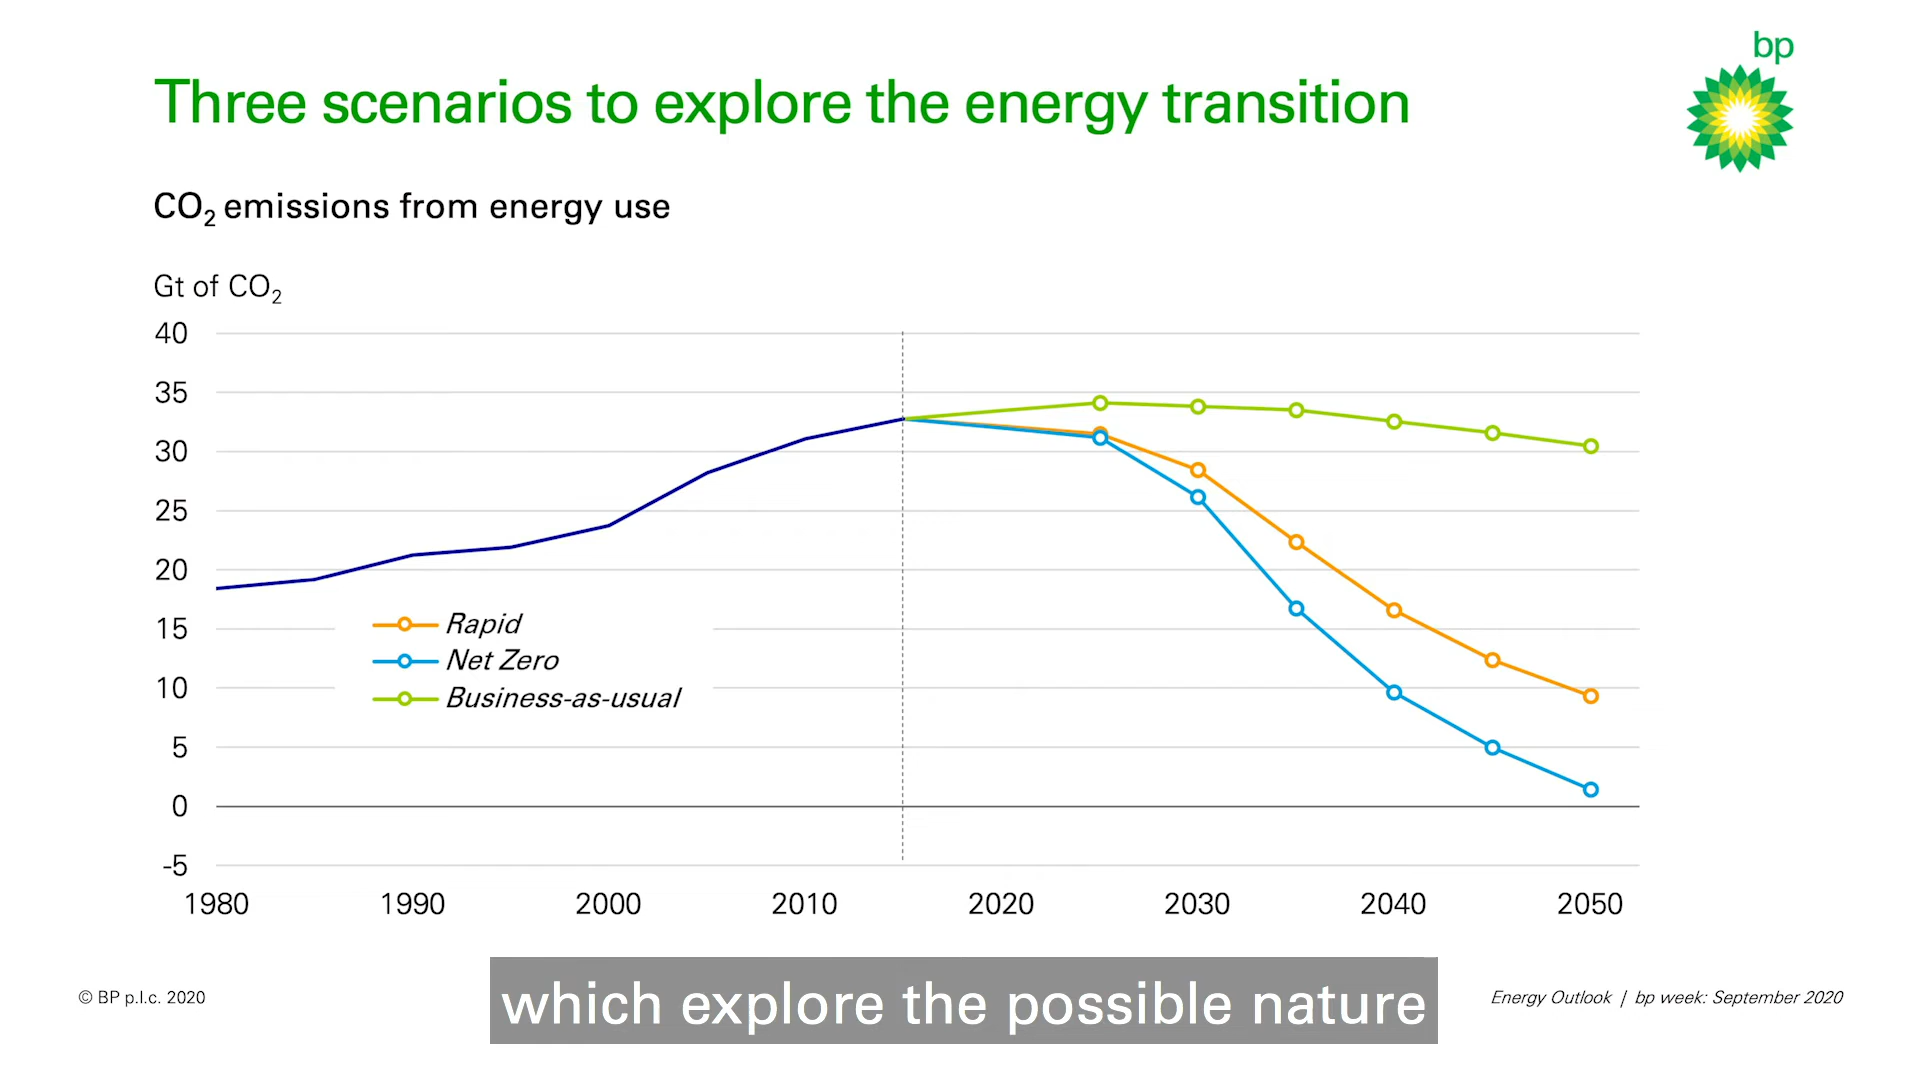 bp
Three scenarios to explore the energy transition
CO₂ emissions from energy use
Gt of CO₂
40
35
30
25
20
15
10
5
0
-5
Rapid
Net Zero
Business-as-usual
1980 1990 2000 2010 2020 2030 2040 2050
which explore the possible nature
© BP p.l.c. 2020
Energy Outlook | bp week: September 2020